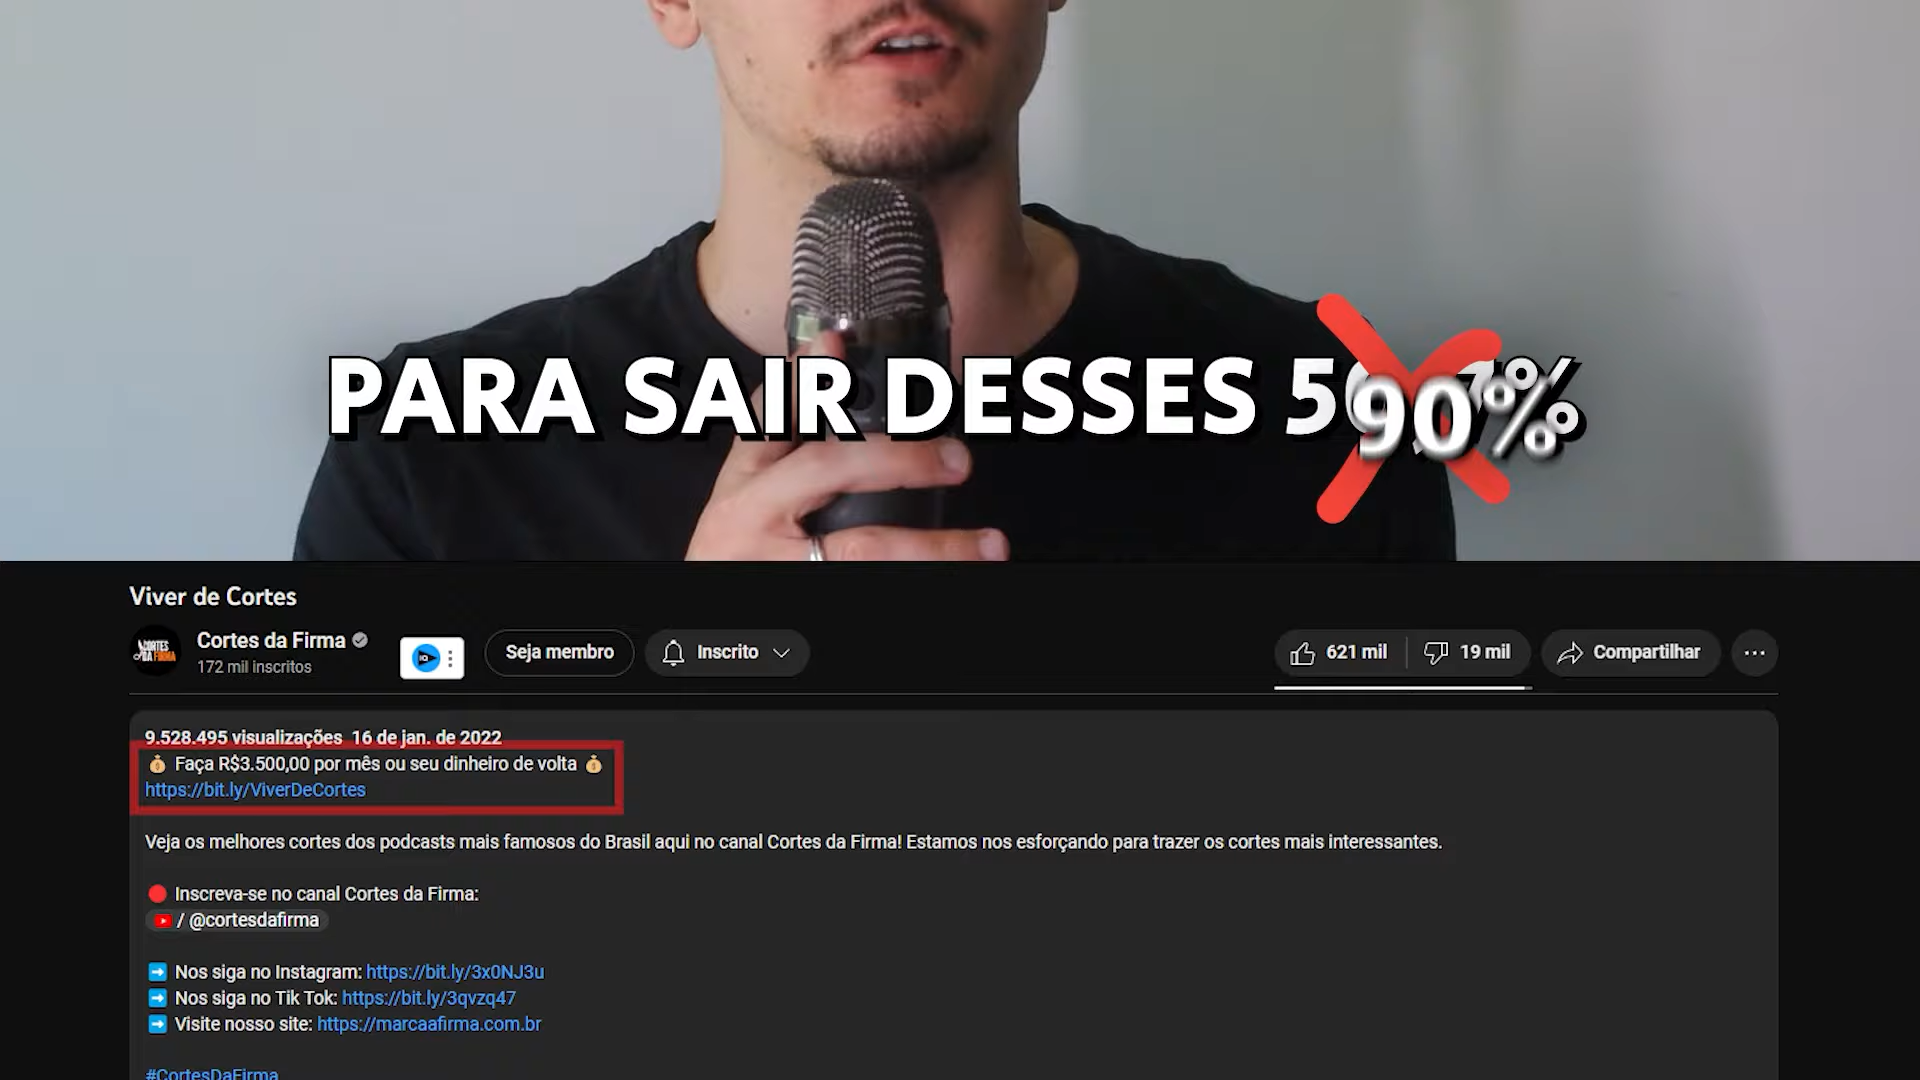 PARA SAIR DESSES
90%
Viver de Cortes
CORTES DA FIRMA
Cortes da Firma
172 mil inscritos
Seja membro
Inscrito
621 mil
19 mil
Compartilhar
9.528.495 visualizações 16 de jan. de 2022
💰 Faça R$3.500,00 por mês ou seu dinheiro de volta 💰
https://bit.ly/ViverDeCortes
Veja os melhores cortes dos podcasts mais famosos do Brasil aqui no canal Cortes da Firma! Estamos nos esforçando para trazer os cortes mais interessantes.
🔴 Inscreva-se no canal Cortes da Firma:
/ @cortesdafirma
➡️ Nos siga no Instagram: https://bit.ly/3x0NJ3u
➡️ Nos siga no Tik Tok: https://bit.ly/3qvzq47
➡️ Visite nosso site: https://marcaafirma.com.br
#CortesDaFirma